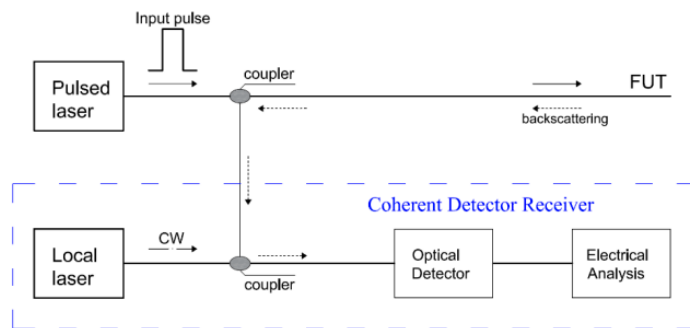 Input pulse
coupler
Pulsed
laser
FUT
backscattering
Coherent Detector Receiver
CW
Local
laser
coupler
Optical
Detector
Electrical
Analysis